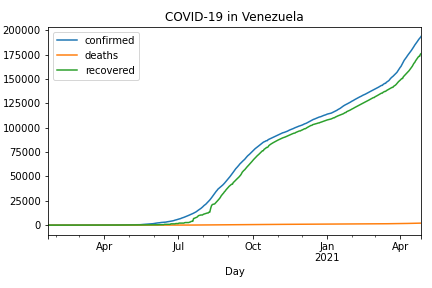 COVID-19 in Venezuela
200000
175000
150000
125000
100000
75000
50000
25000
0
confirmed
deaths
recovered
Apr
Jul
Oct
Jan
2021
Apr
Day